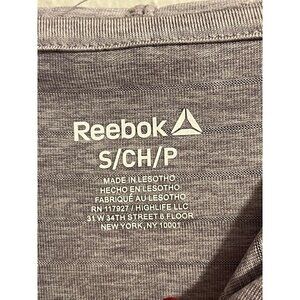 Reebok
S/CH/P
MADE IN LESOTHO
HECHO EN LESOTHO
FABRIQUÉ AU LESOTHO
RN 117927 / HIGHLIFE LLC
31 W 34TH STREET 8 FLOOR
NEW YORK, NY 10001